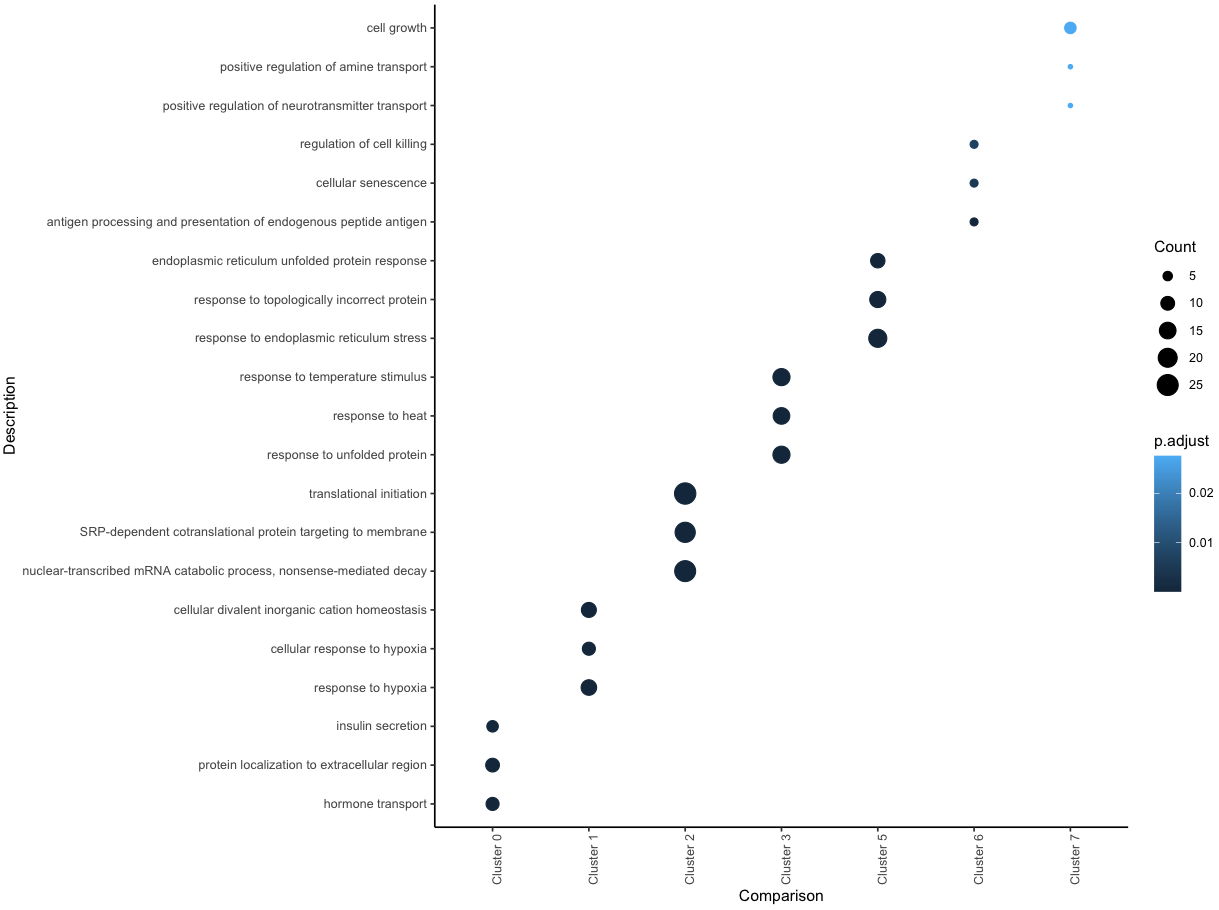 cell growth
positive regulation of amine transport
positive regulation of neurotransmitter transport
regulation of cell killing
cellular senescence
antigen processing and presentation of endogenous peptide antigen
endoplasmic reticulum unfolded protein response
response to topologically incorrect protein
response to endoplasmic reticulum stress
response to temperature stimulus
response to heat
response to unfolded protein
translational initiation
SRP-dependent cotranslational protein targeting to membrane
nuclear-transcribed mRNA catabolic process, nonsense-mediated decay
cellular divalent inorganic cation homeostasis
cellular response to hypoxia
response to hypoxia
insulin secretion
protein localization to extracellular region
hormone transport
Description
Cluster 0
Cluster 1
Cluster 2
Cluster 3
Cluster 5
Cluster 6
Cluster 7
Comparison
Count
5
10
15
20
25
p.adjust
0.02
0.01